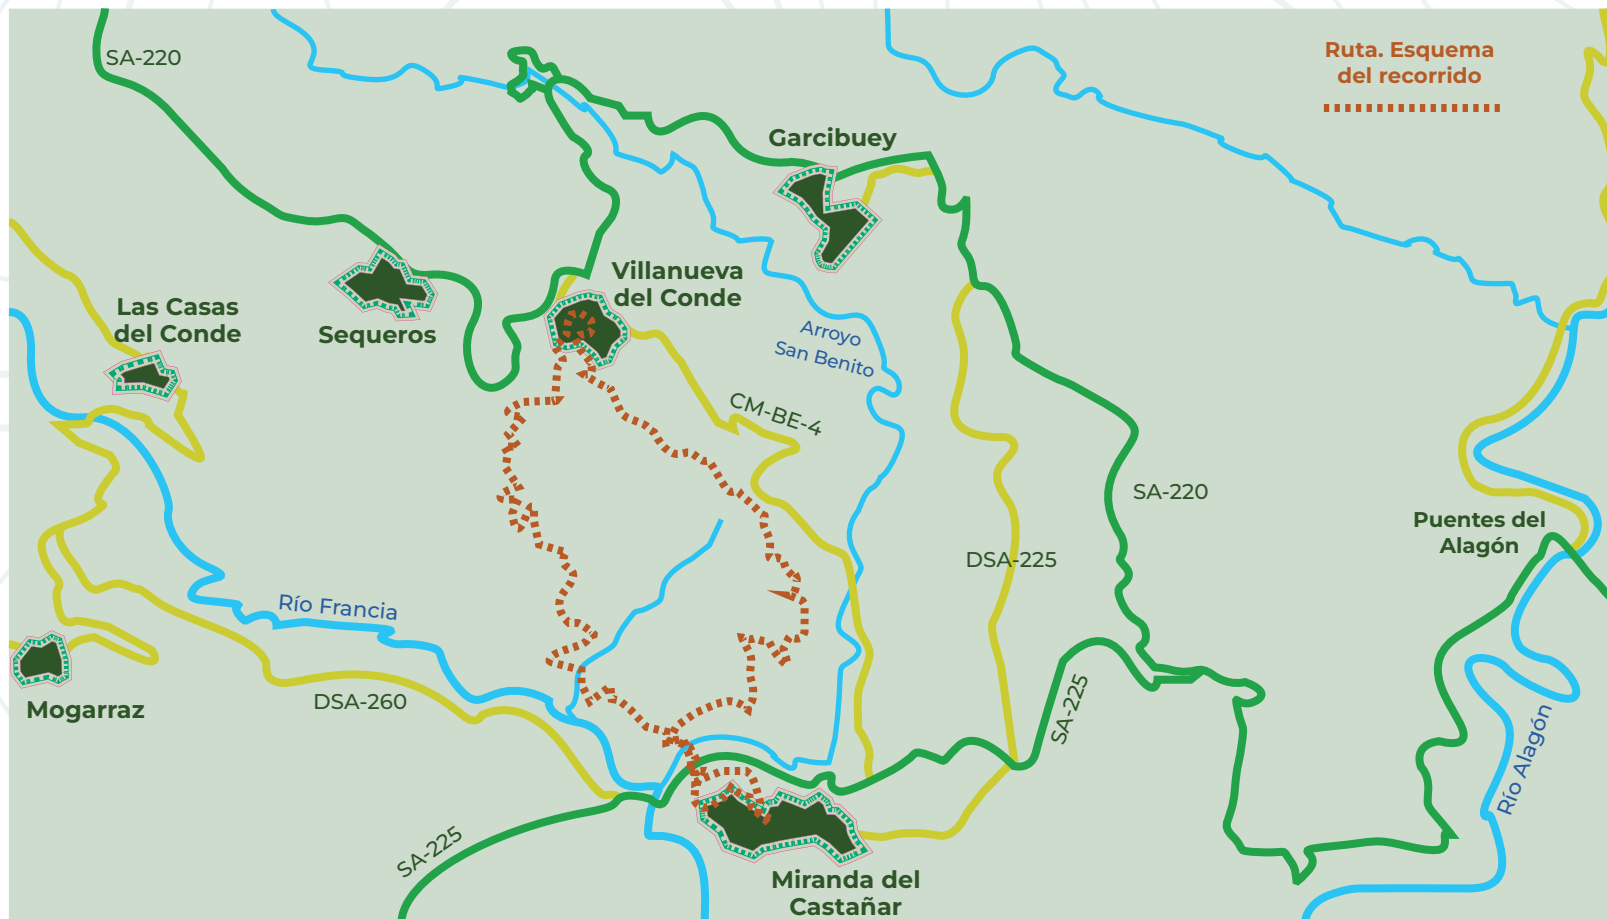 SA-220
Ruta. Esquema
del recorrido
Garcibuey
Villanueva
del Conde
Las Casas
del Conde
Sequeros
Arroyo
San Benito
CM-BE-4
SA-220
Puentes del
Alagón
DSA-225
Río Francia
Mogarraz
DSA-260
SA-225
Río Alagón
SA-225
Miranda del
Castañar